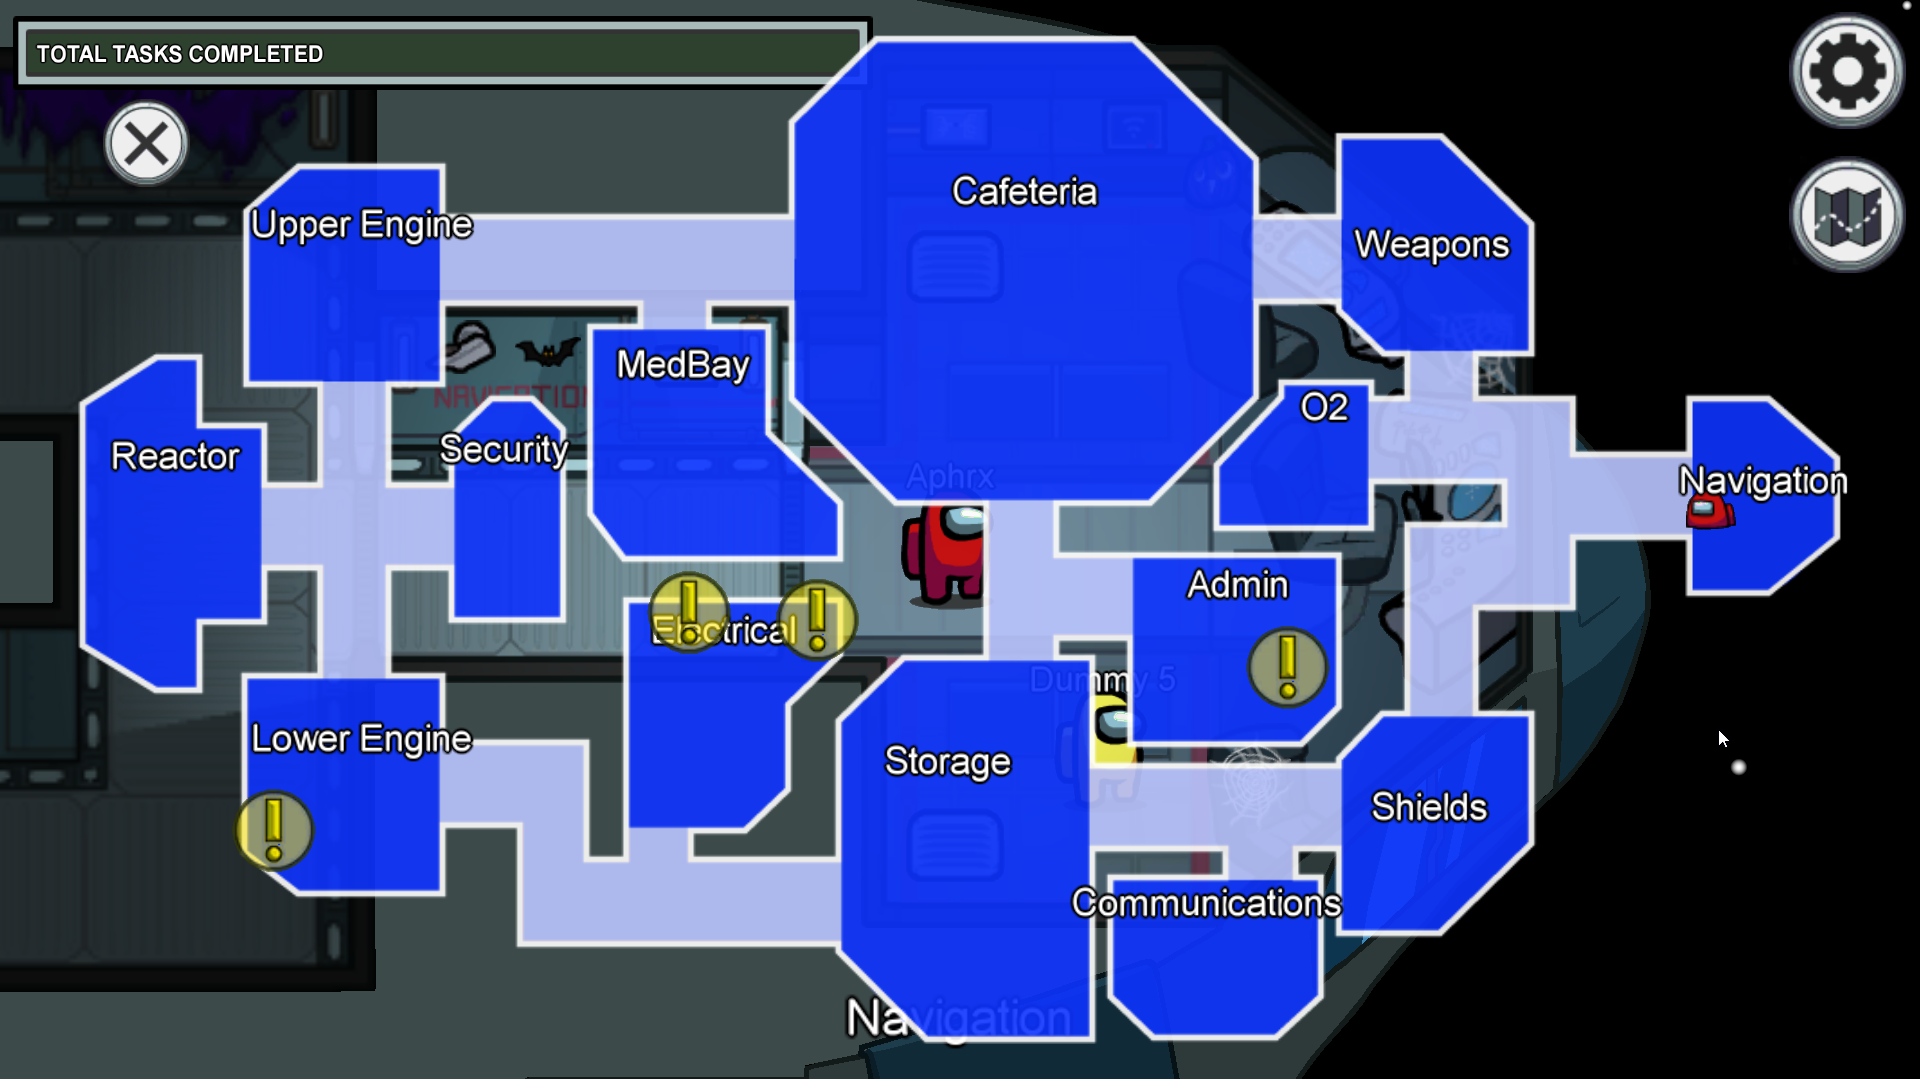 TOTAL TASKS COMPLETED
Cafeteria
Upper Engine
Weapons
MedBay
NAVIGATION
O2
Security
Reactor
Aphrx
Navigation
Admin
Electrical
Dummy 5
Lower Engine
Storage
Shields
Communications
Navigation